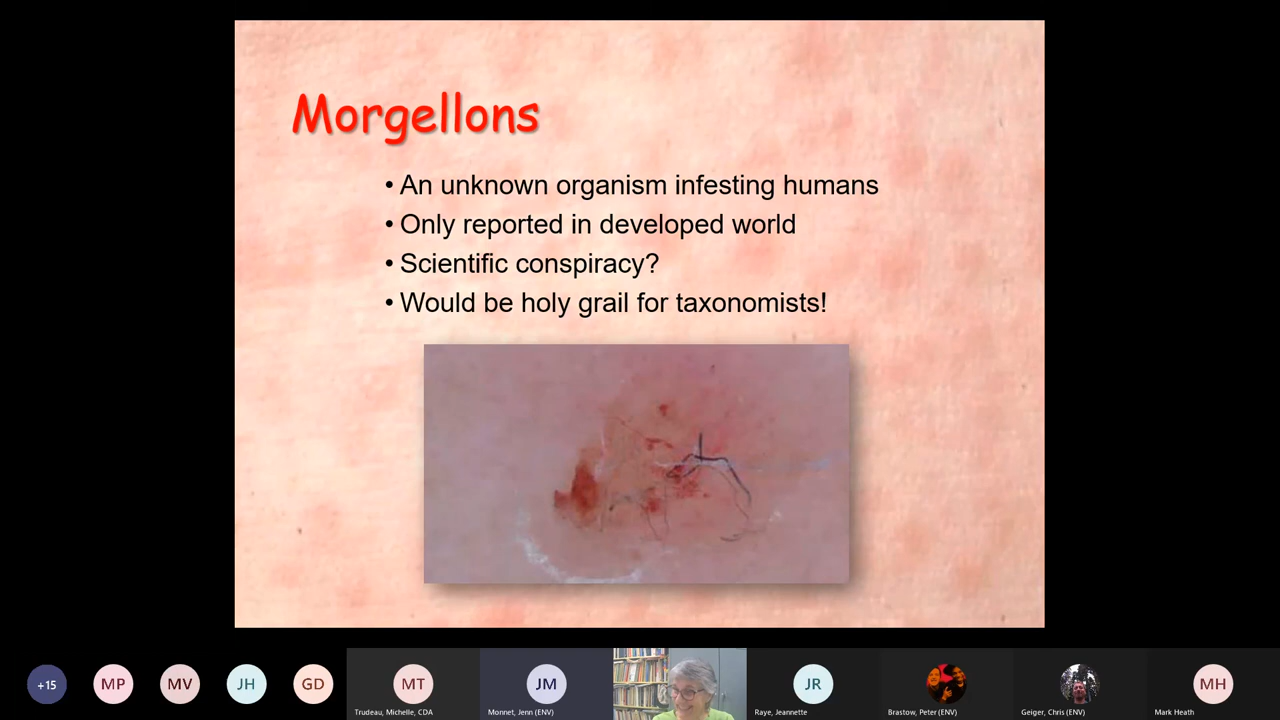 Morgellons
• An unknown organism infesting humans
• Only reported in developed world
• Scientific conspiracy?
• Would be holy grail for taxonomists!
+15
MP
MV
JH
GD
MT
JM
JR
MH
Trudeau, Michelle, CDA
Monnet, Jenn (ENV)
Raye, Jeannette
Brastow, Peter (ENV)
Geiger, Chris (ENV)
Mark Heath